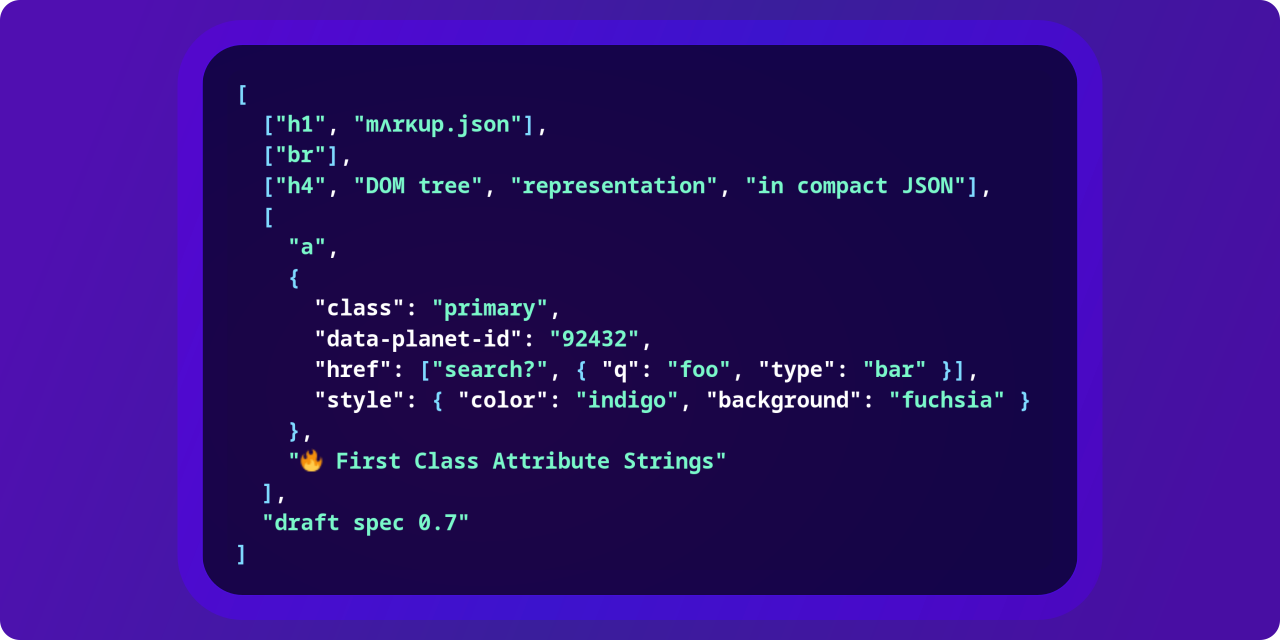 [
  ["h1", "mʌrĸup.json"],
  ["br"],
  ["h4", "DOM tree", "representation", "in compact JSON"],
  [
    "a",
    {
      "class": "primary",
      "data-planet-id": "92432",
      "href": ["search?", { "q": "foo", "type": "bar" }],
      "style": { "color": "indigo", "background": "fuchsia" }
    },
    "🔥 First Class Attribute Strings"
  ],
  "draft spec 0.7"
]